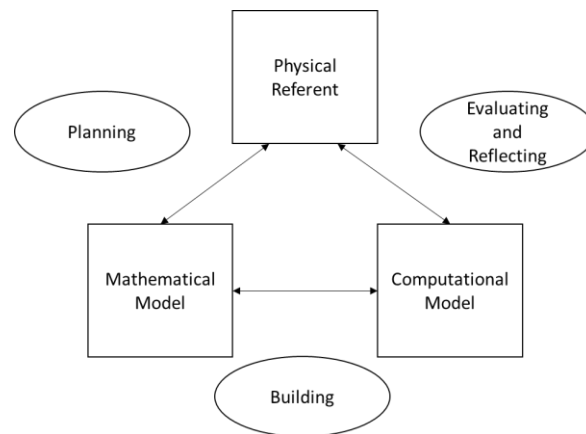 Physical
Referent
Planning
Evaluating
and
Reflecting
Mathematical
Model
Computational
Model
Building